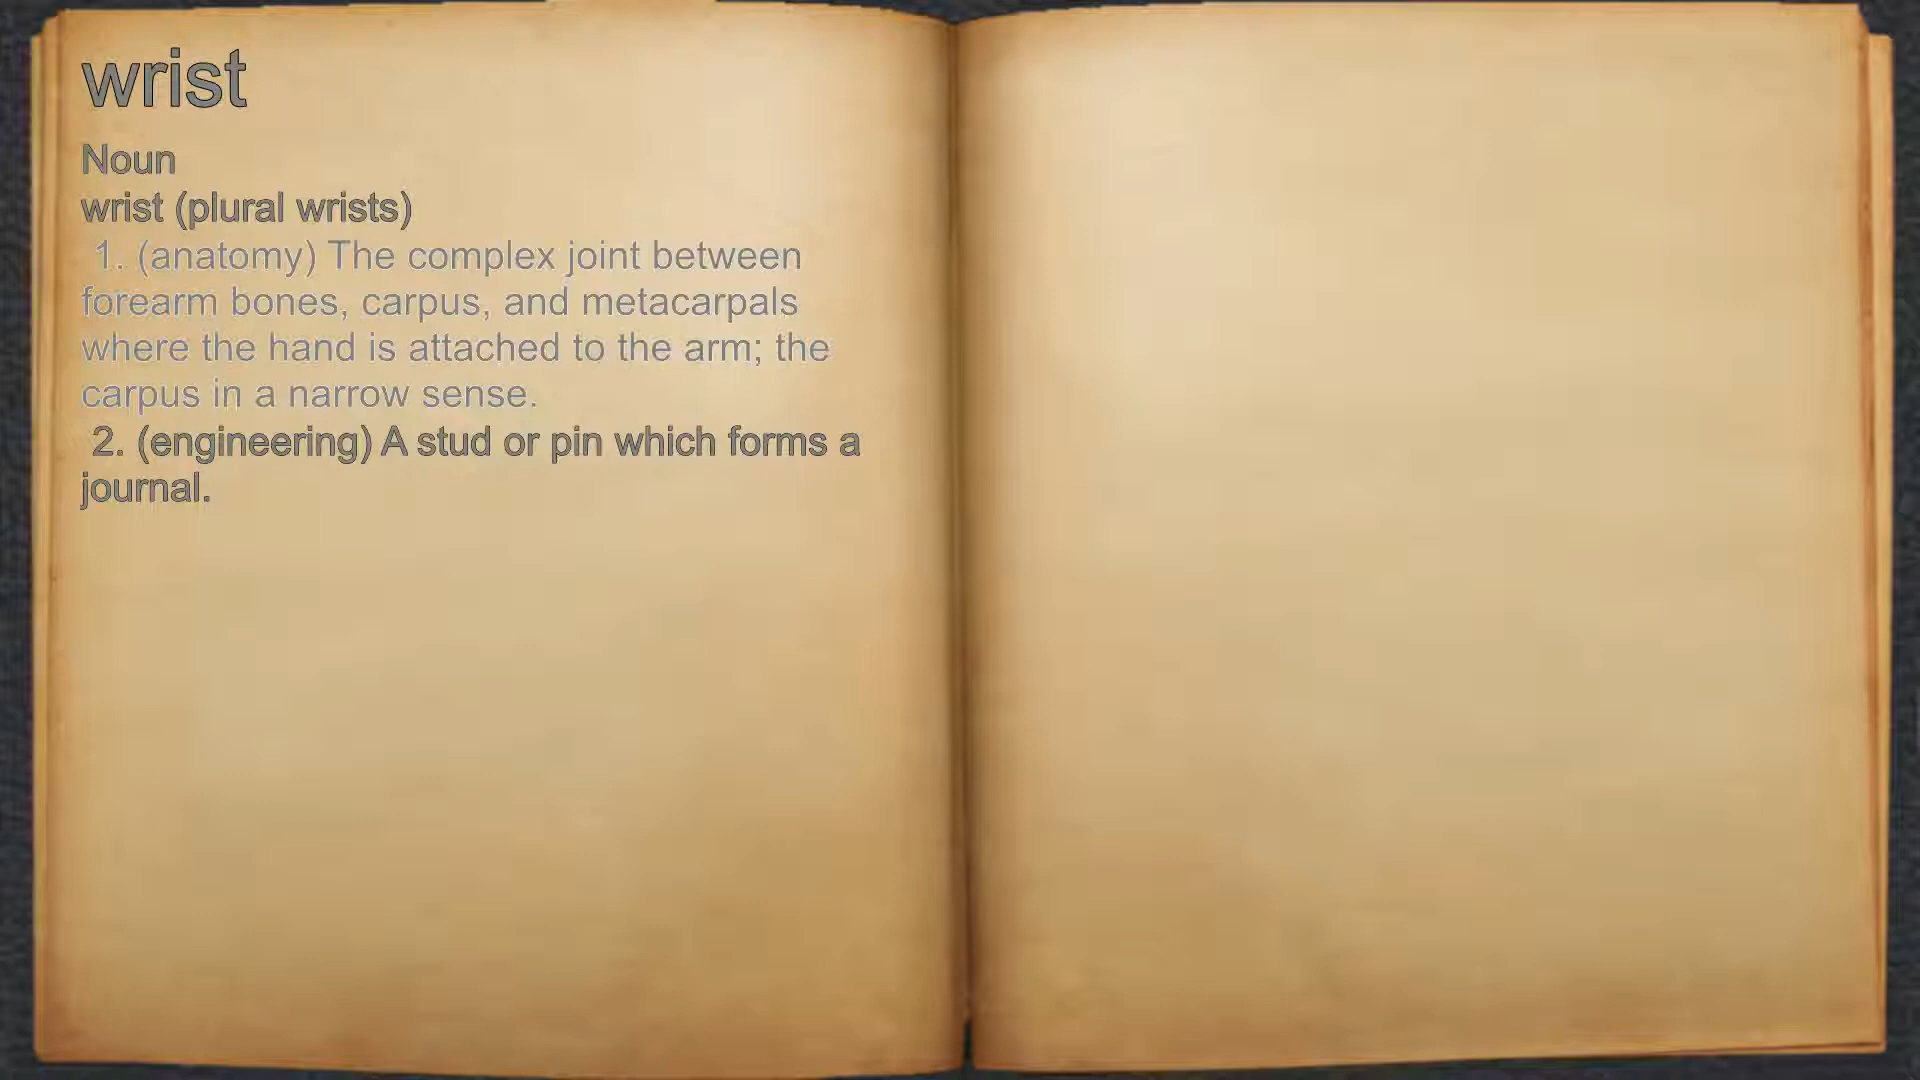 wrist
Noun
wrist (plural wrists)
1. (anatomy) The complex joint between
forearm bones, carpus, and metacarpals
where the hand is attached to the arm; the
carpus in a narrow sense.
2. (engineering) A stud or pin which forms a
journal.